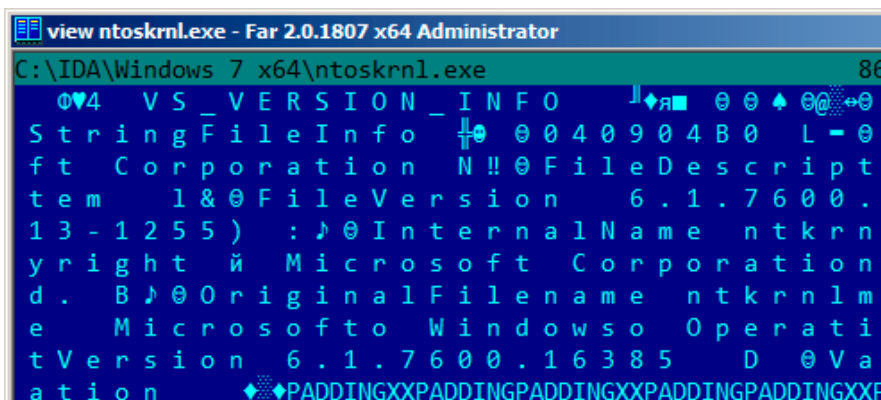 view ntoskrnl.exe - Far 2.0.1807 x64 Administrator
C:\IDA\Windows 7 x64\ntoskrnl.exe 86
Ф♥4 V S _ V E R S I O N _ I N F O ╜♦я■ ☺ ☺ ♠ ☺@░↔☺
S t r i n g F i l e I n f o ╬☻ ☺ 0 4 0 9 0 4 B 0 L ▬ ☺
f t C o r p o r a t i o n N ‼ ☺ F i l e D e s c r i p t
t e m l & ☺ F i l e V e r s i o n 6 . 1 . 7 6 0 0 .
1 3 - 1 2 5 5 ) : ♪ ☺ I n t e r n a l N a m e n t k r n
y r i g h t й M i c r o s o f t C o r p o r a t i o n
d . B ♪ ☺ O r i g i n a l F i l e n a m e n t k r n l m
e M i c r o s o f t o W i n d o w s o O p e r a t i
t V e r s i o n 6 . 1 . 7 6 0 0 . 1 6 3 8 5 D ☺ V a
a t i o n ♦░♦PADDINGXXPADDINGPADDINGXXPADDINGPADDINGXXP